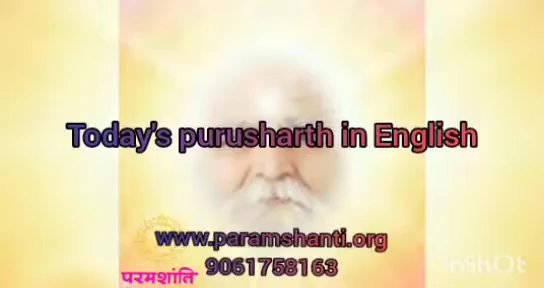 Today's purusharth in English
www.paramshanti.org
परमशांति 9061758163
InShOt